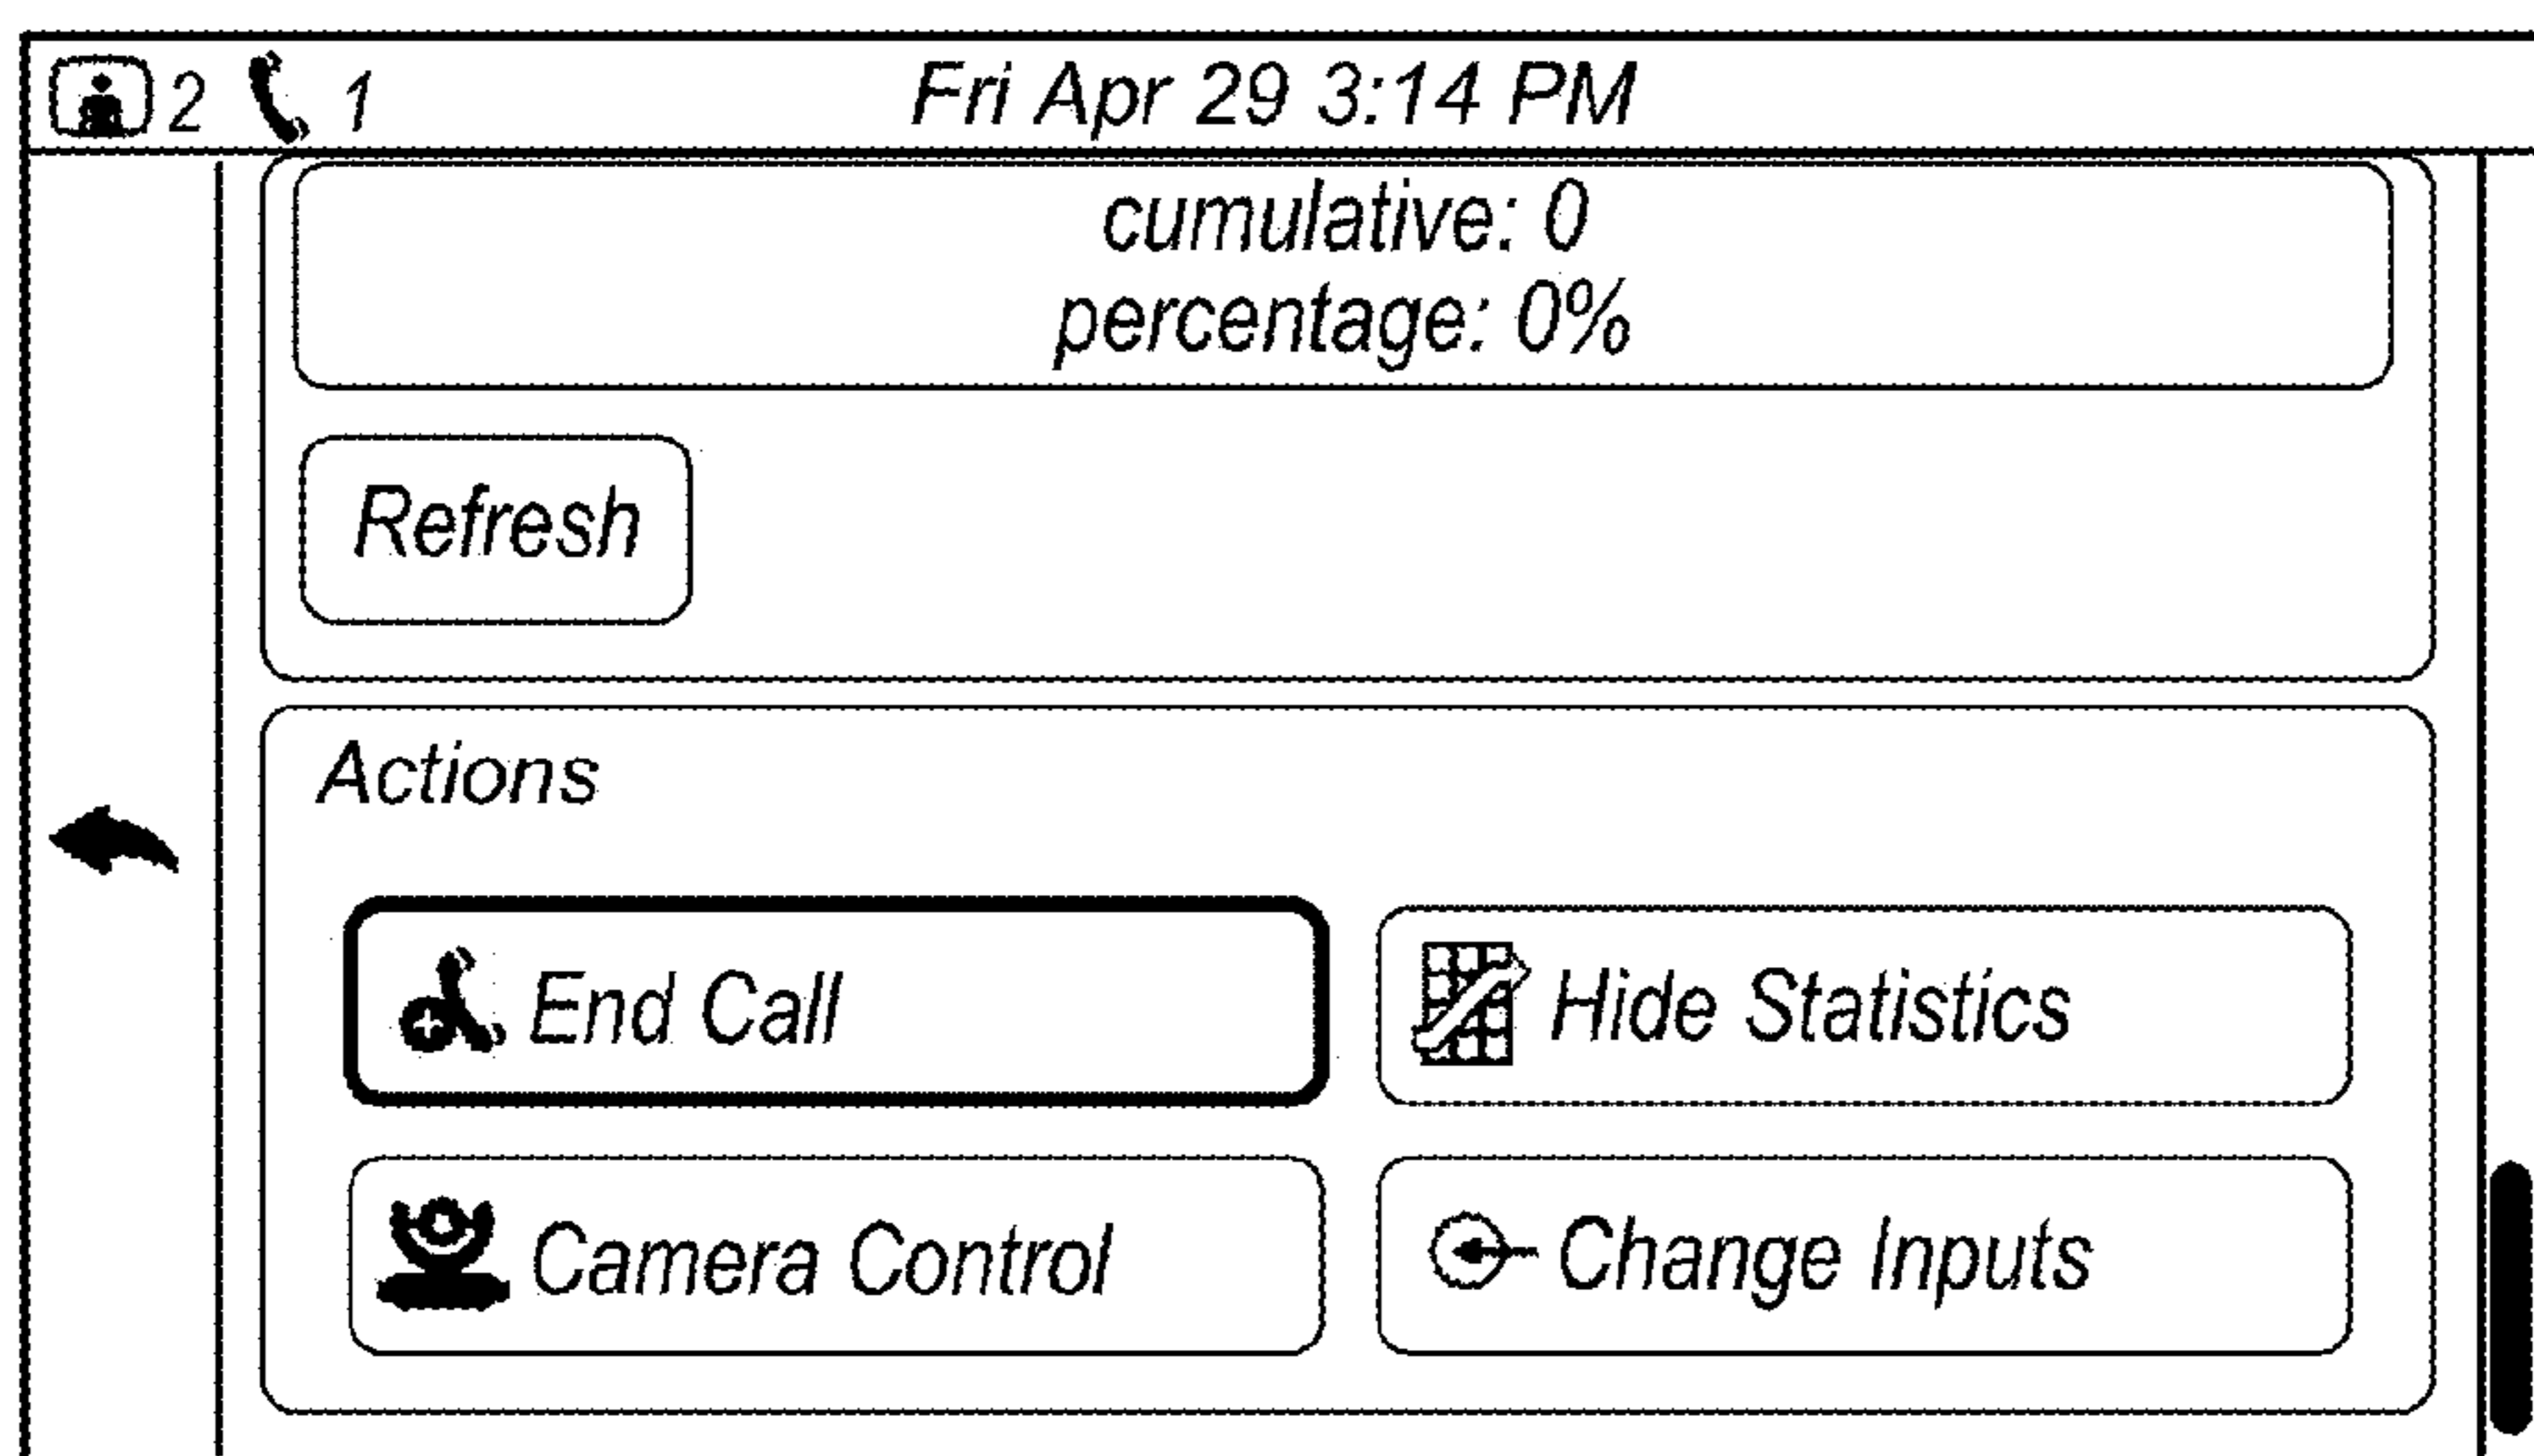 2 1 Fri Apr 29 3:14 PM
cumulative: 0
percentage: 0%
Refresh
Actions
End Call Hide Statistics
Camera Control Change Inputs